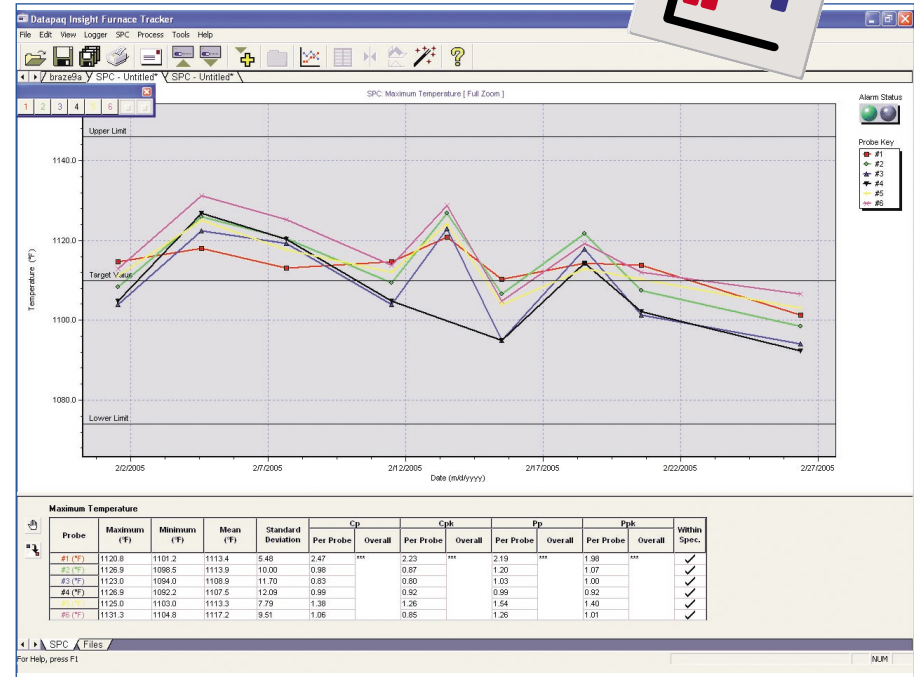 Datapaq Insight Furnace Tracker
File Edit View Logger SPC Process Tools Help
braze9a SPC - Untitled* SPC - Untitled*
1 2 3 4 5 6
SPC: Maximum Temperature [ Full Zoom ]
Alarm Status
Probe Key
#1
#2
#3
#4
#5
#6
Upper Limit
1140.0
1120.0
Target Value
1100.0
1080.0
Lower Limit
Temperature (°F)
2/2/2005 2/7/2005 2/12/2005 2/17/2005 2/22/2005 2/27/2005
Date (m/d/yyyy)
Maximum Temperature
Probe Maximum (°F) Minimum (°F) Mean (°F) Standard Deviation Cp Cpk Pp Ppk Within Spec.
Per Probe Overall Per Probe Overall Per Probe Overall Per Probe Overall
#1 (°F) 1120.8 1101.2 1113.4 5.48 2.47 *** 2.23 *** 2.19 *** 1.98 *** ✓
#2 (°F) 1126.9 1098.5 1113.9 10.00 0.98 0.87 1.20 1.07 ✓
#3 (°F) 1123.0 1094.0 1108.9 11.70 0.83 0.80 1.03 1.00 ✓
#4 (°F) 1126.9 1092.2 1107.5 12.09 0.99 0.92 0.99 0.92 ✓
#5 (°F) 1125.0 1103.0 1113.3 7.79 1.38 1.26 1.54 1.40 ✓
#6 (°F) 1131.3 1104.8 1117.2 9.51 1.06 0.85 1.26 1.01 ✓
SPC Files
For Help, press F1
NUM